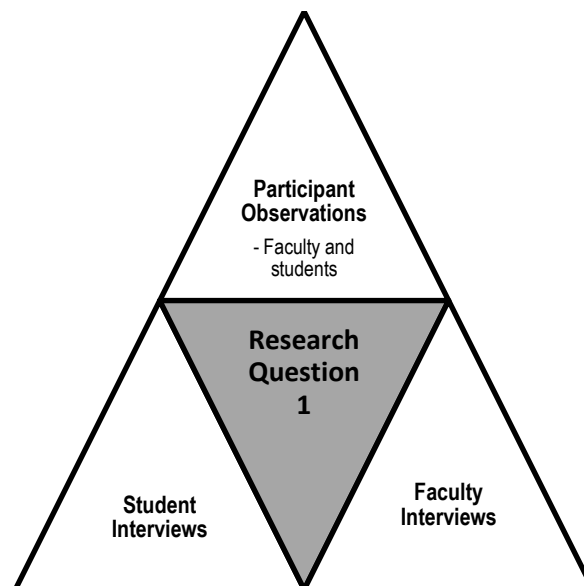 Participant
Observations
- Faculty and
students
Research
Question
1
Student
Interviews
Faculty
Interviews